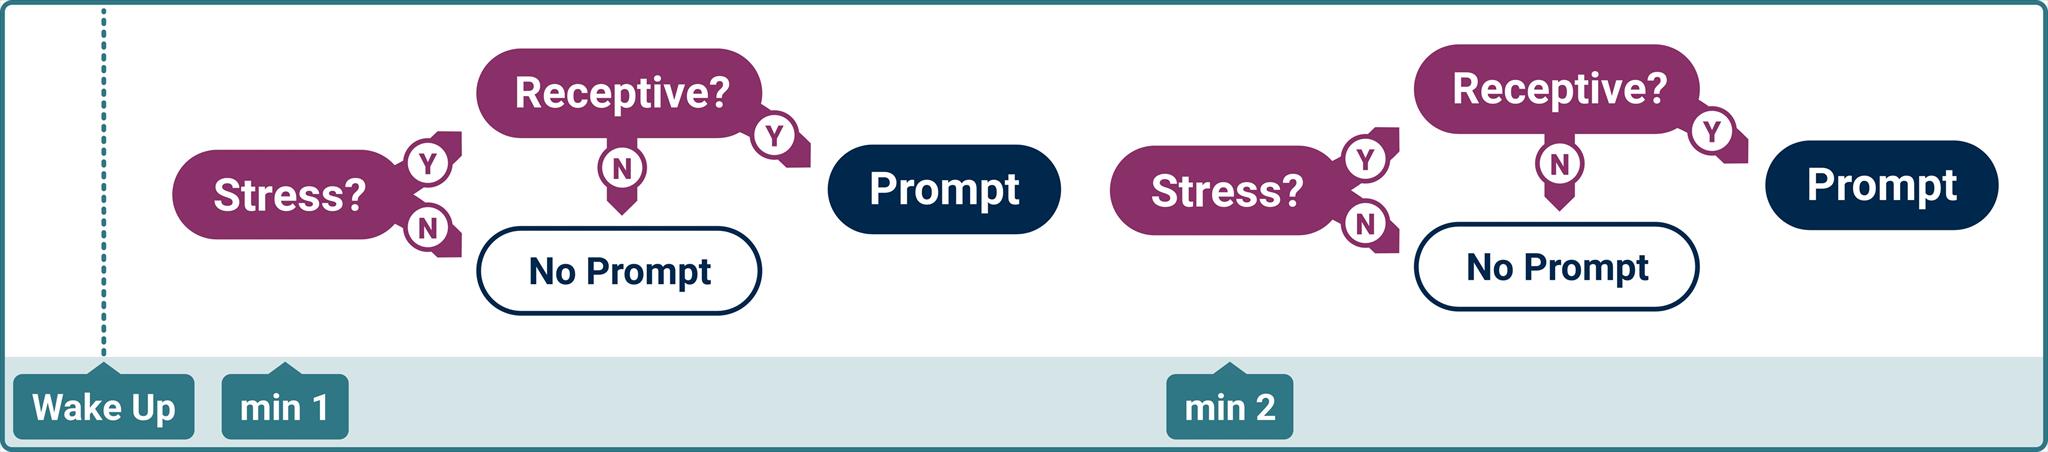 Stress?
Y
N
Receptive?
Y
N
No Prompt
Prompt
Stress?
Y
N
Receptive?
Y
N
No Prompt
Prompt
Wake Up
min 1
min 2